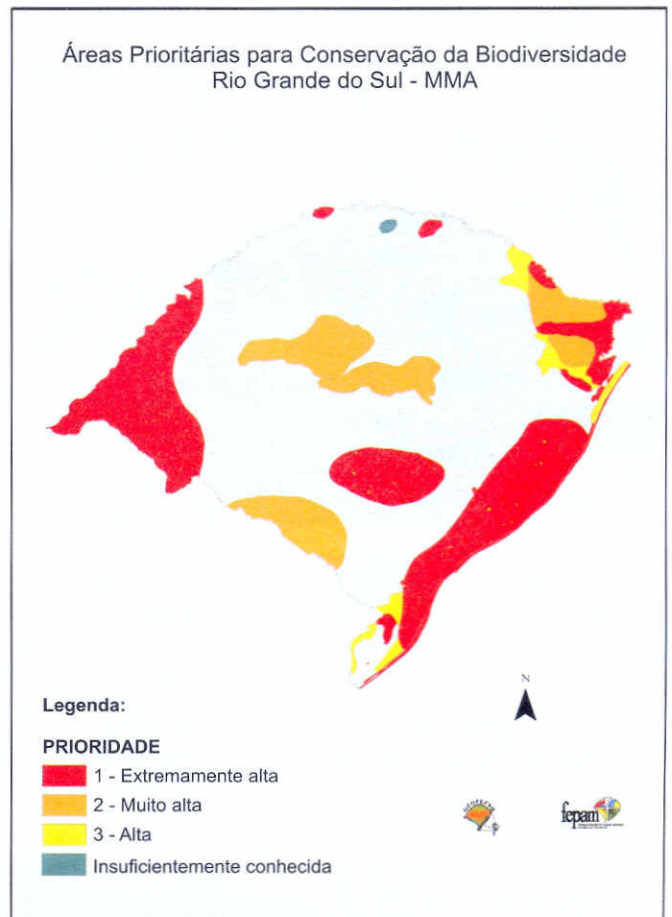 Áreas Prioritárias para Conservação da Biodiversidade
Rio Grande do Sul - MMA
N
Legenda:
PRIORIDADE
1 - Extremamente alta
2 - Muito alta
3 - Alta
Insuficientemente conhecida
fepam